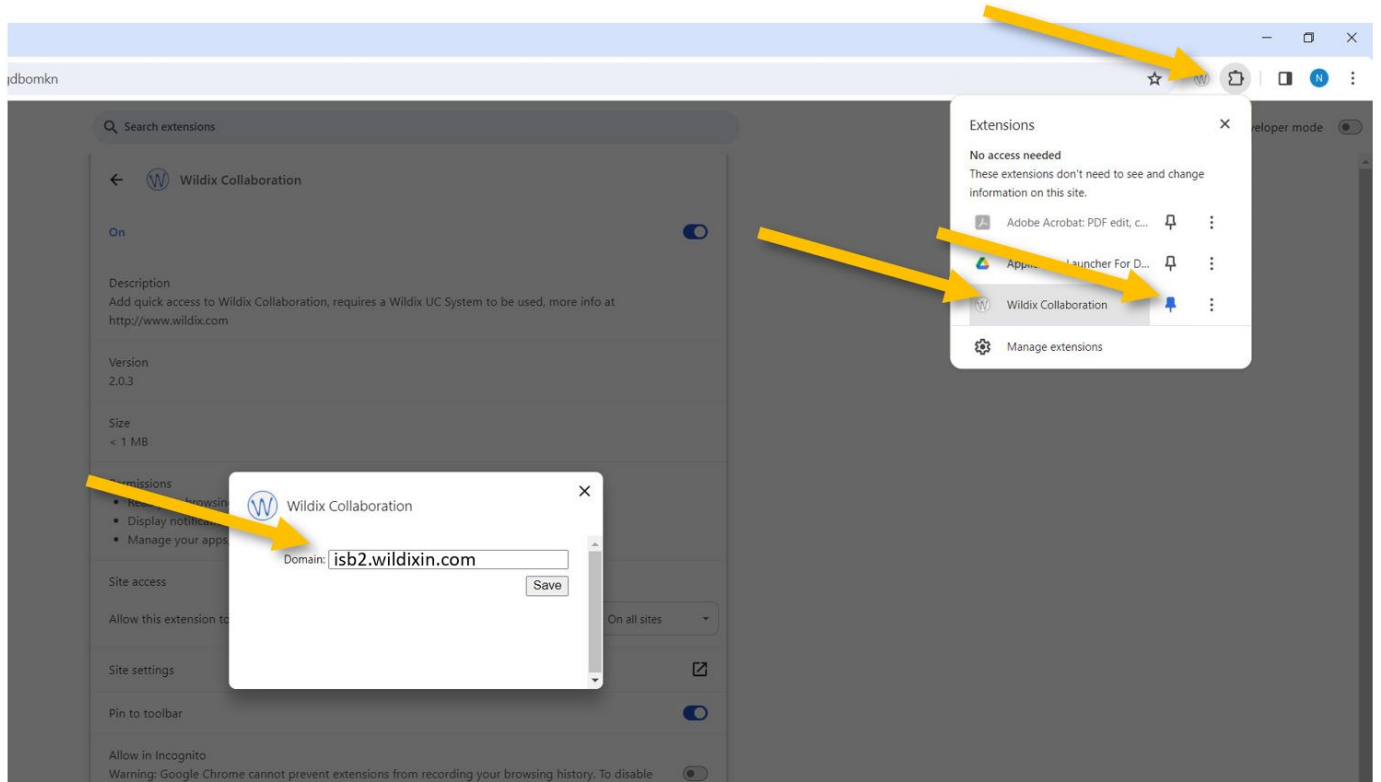 gdbomkn
N
Search extensions
veloper mode
Wildix Collaboration
On
Description
Add quick access to Wildix Collaboration, requires a Wildix UC System to be used, more info at
http://www.wildix.com
Version
2.0.3
Size
< 1 MB
Permissions
browsin
Display notifica
Manage your apps
Site access
Allow this extension to
On all sites
Site settings
Pin to toolbar
Allow in Incognito
Warning: Google Chrome cannot prevent extensions from recording your browsing history. To disable
Extensions
No access needed
These extensions don't need to see and change
information on this site.
Adobe Acrobat: PDF edit, c...
auncher For D...
Wildix Collaboration
Manage extensions
Wildix Collaboration
Domain: isb2.wildixin.com
Save